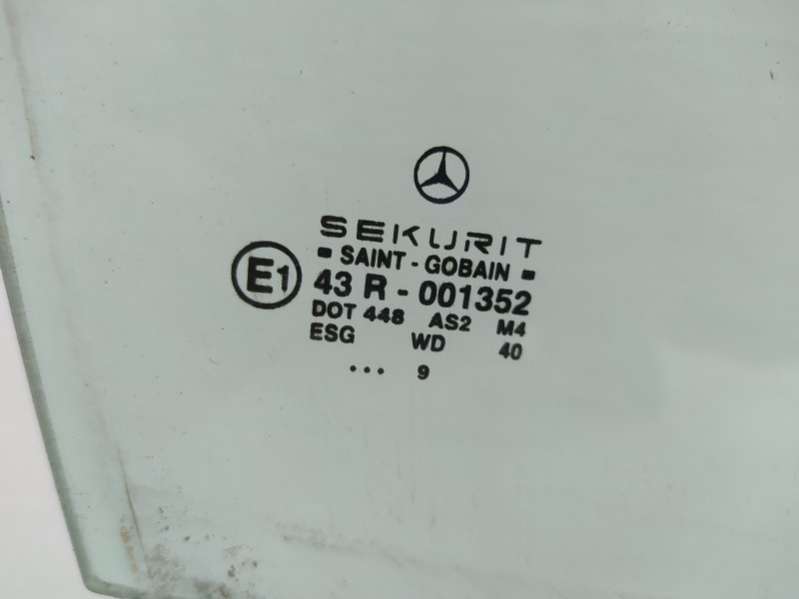 SEKURIT
SAINT - GOBAIN
E1 43 R - 001352
DOT 448 AS2 M4
ESG WD 40
... 9